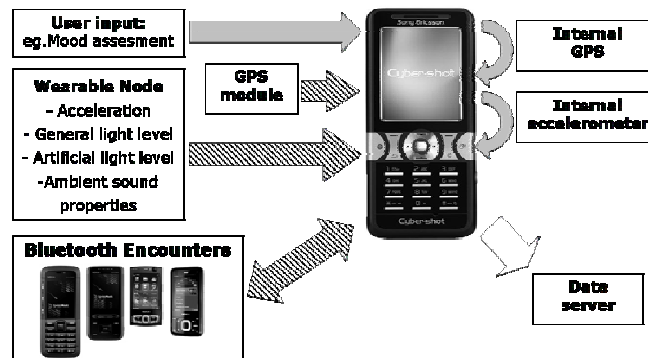 User input:
eg.Mood assesment
Wearable Node
- Acceleration
- General light level
- Artificial light level
-Ambient sound
properties
GPS
module
Bluetooth Encounters
Sony Ericsson
Cyber-shot
Cyber-shot
Internal
GPS
Internal
accelerometer
Data
server